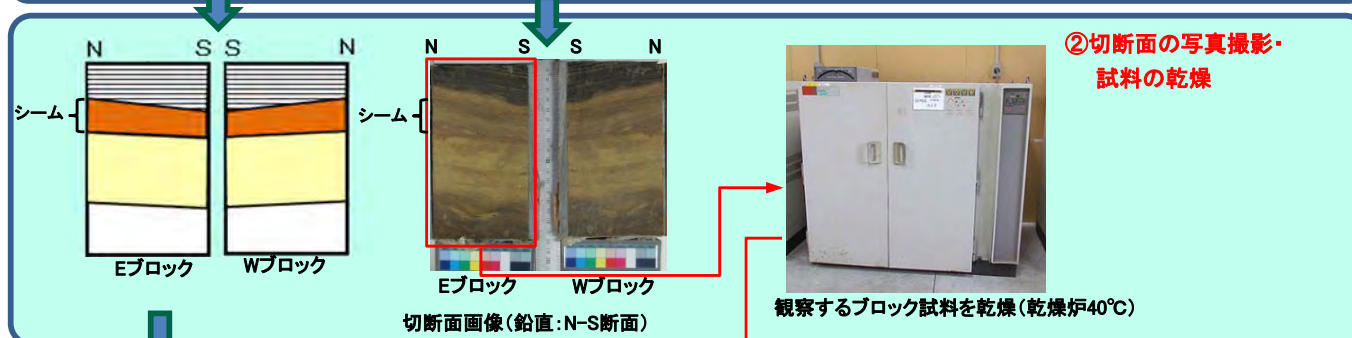 ②切断面の写真撮影・
試料の乾燥
N S S N
シーム
Eブロック Wブロック
N S S N
シーム
Eブロック Wブロック
切断面画像(鉛直:N-S断面)
観察するブロック試料を乾燥(乾燥炉40℃)